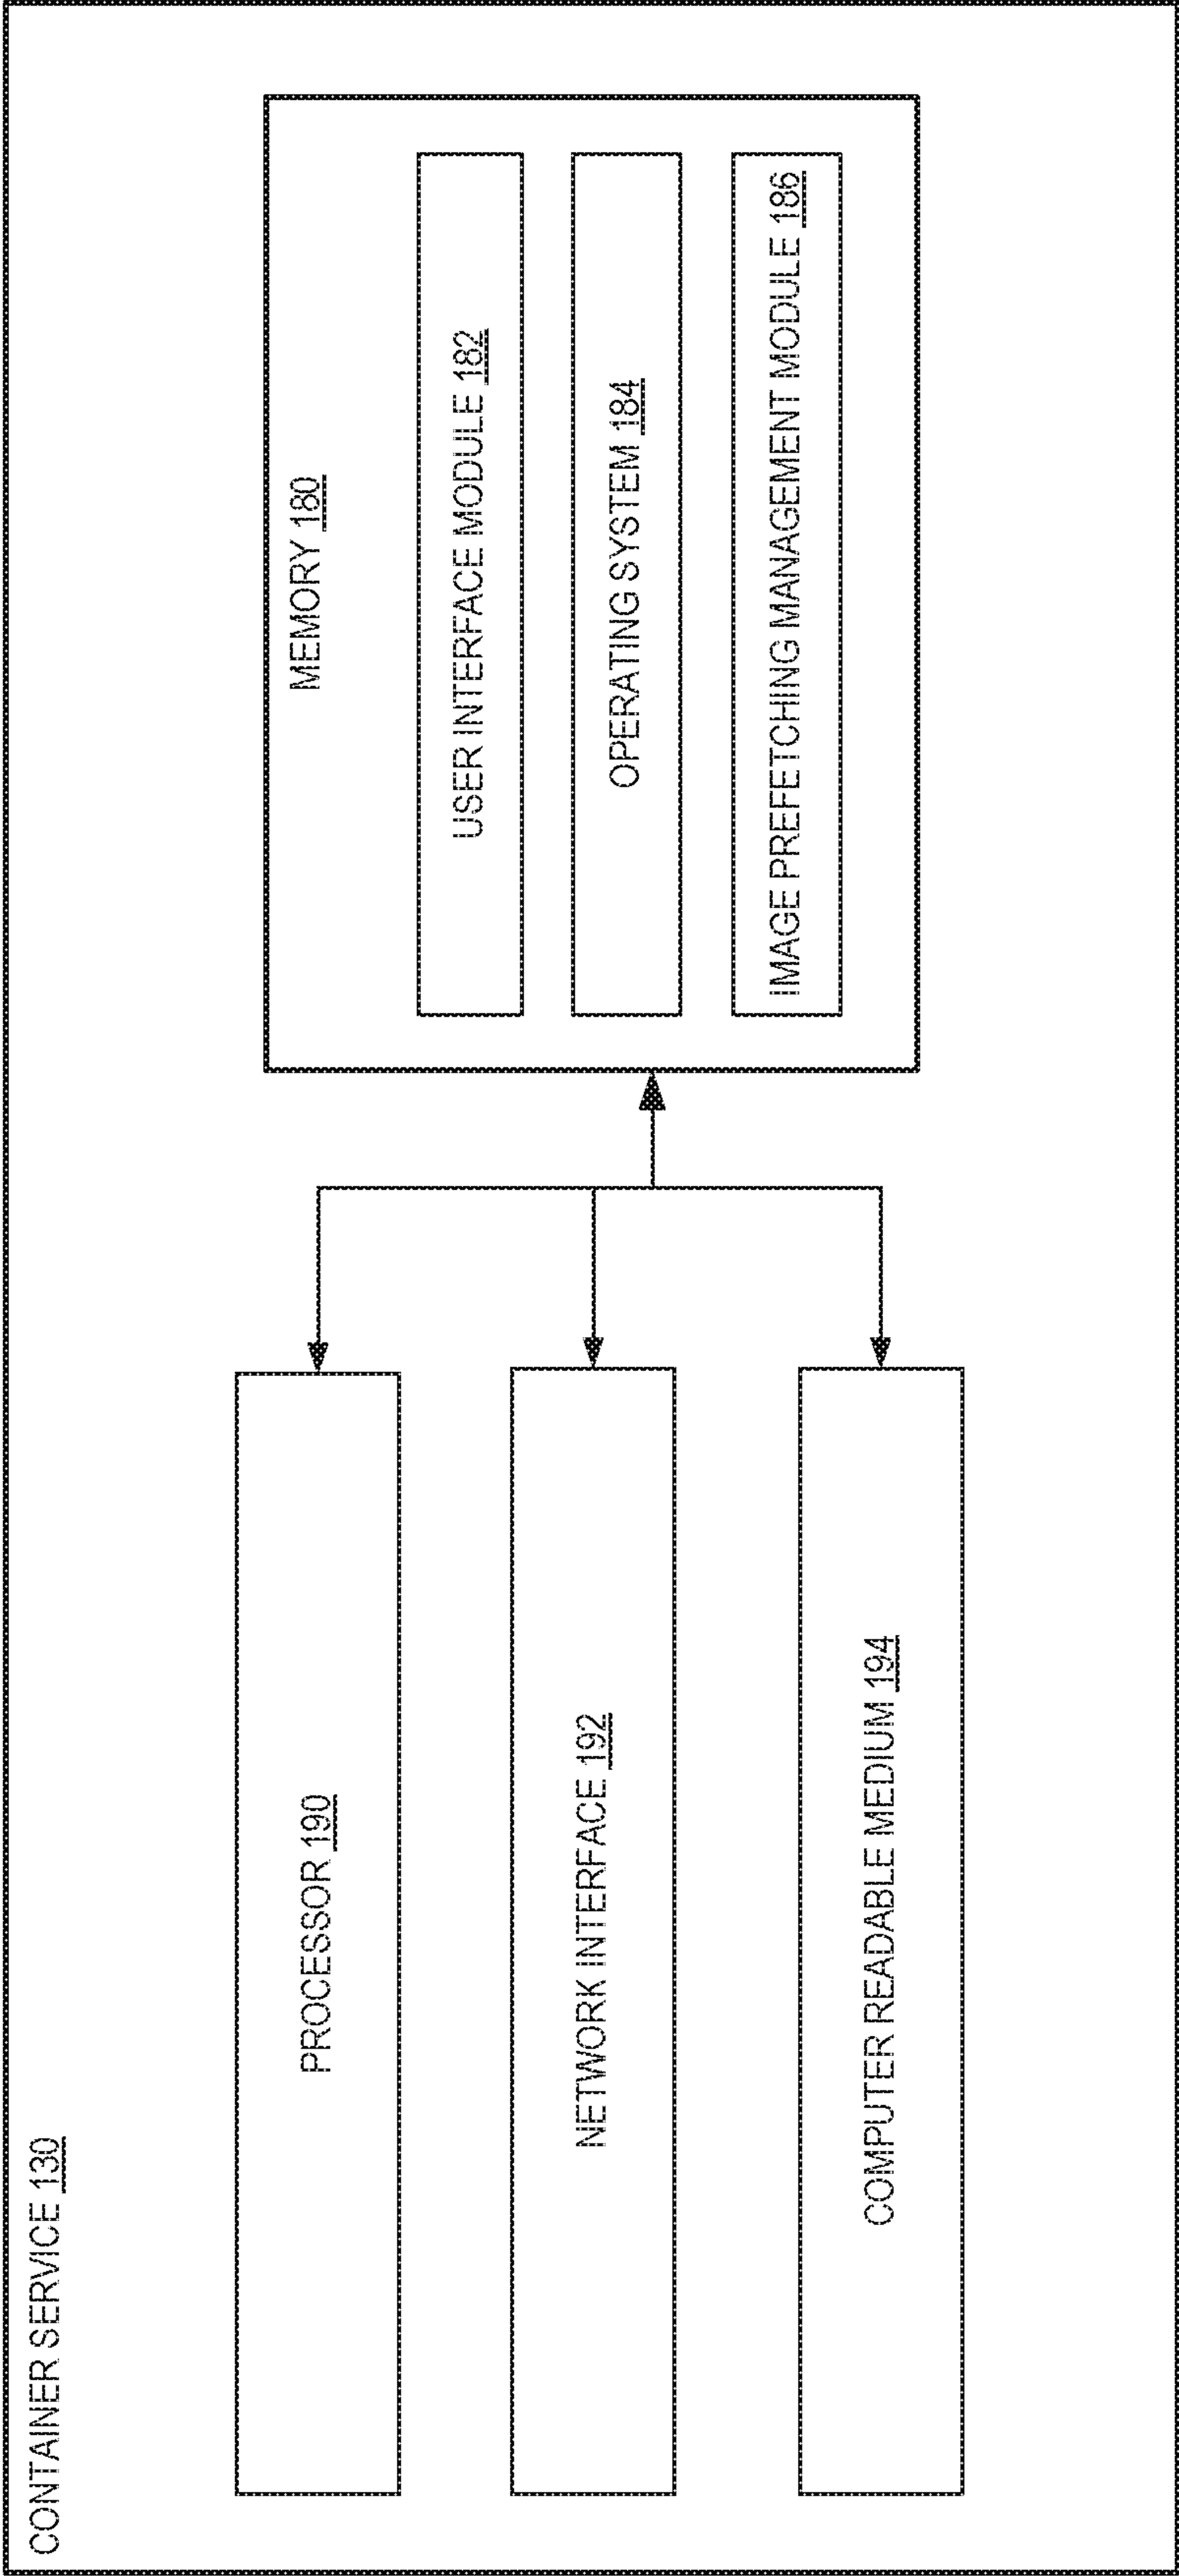 CONTAINER SERVICE 130
PROCESSOR 190
NETWORK INTERFACE 192
COMPUTER READABLE MEDIUM 194
MEMORY 180
USER INTERFACE MODULE 182
OPERATING SYSTEM 184
IMAGE PREFETCHING MANAGEMENT MODULE 186